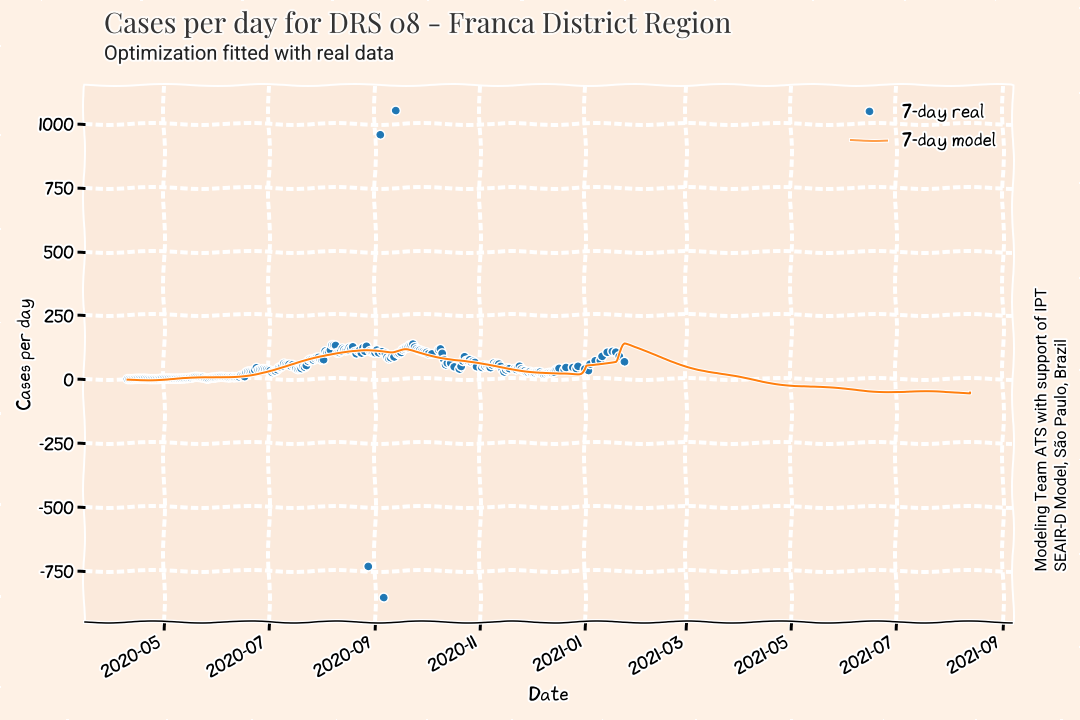 Cases per day for DRS 08 - Franca District Region
Optimization fitted with real data
7-day real
7-day model
Cases per day
1000
750
500
250
0
-250
-500
-750
2020-05
2020-07
2020-09
2020-11
2021-01
2021-03
2021-05
2021-07
2021-09
Date
Modeling Team ATS with support of IPT
SEAIR-D Model, São Paulo, Brazil